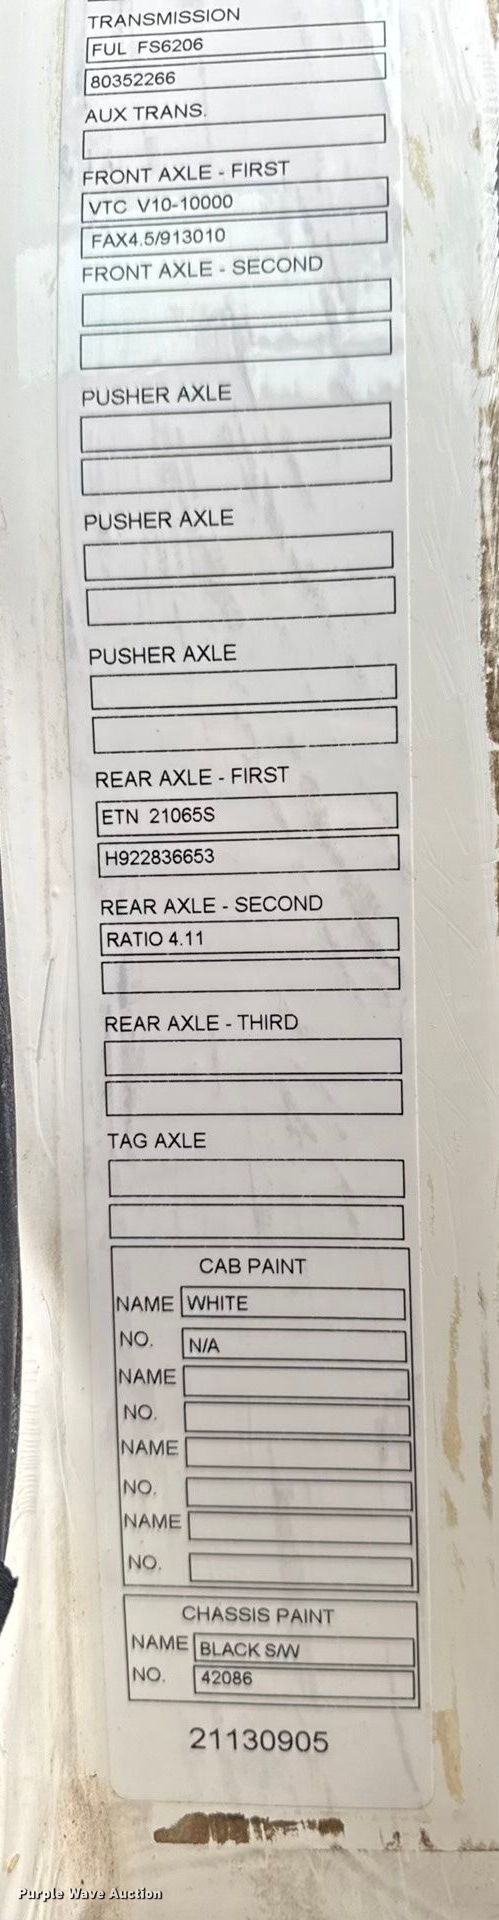 TRANSMISSION
FUL FS6206
80352266
AUX TRANS.
FRONT AXLE - FIRST
VTC V10-10000
FAX4.5/913010
FRONT AXLE - SECOND
PUSHER AXLE
PUSHER AXLE
PUSHER AXLE
REAR AXLE - FIRST
ETN 21065S
H922836653
REAR AXLE - SECOND
RATIO 4.11
REAR AXLE - THIRD
TAG AXLE
CAB PAINT
NAME WHITE
NO. N/A
NAME
NO.
NAME
NO.
NAME
NO.
CHASSIS PAINT
NAME BLACK S/W
NO. 42086
21130905
Purple Wave Auction